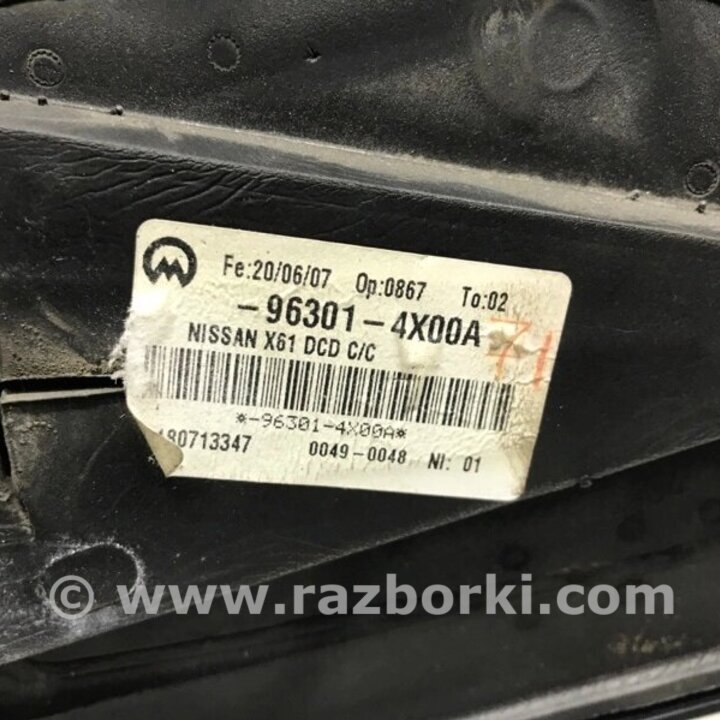 Fe:20/06/07 Op:0867 To:02
-96301-4X00A
71
NISSAN X61 DCD C/C
*-96301-4X00A*
180713347 0049-0048 NI: 01
© www.razborki.com